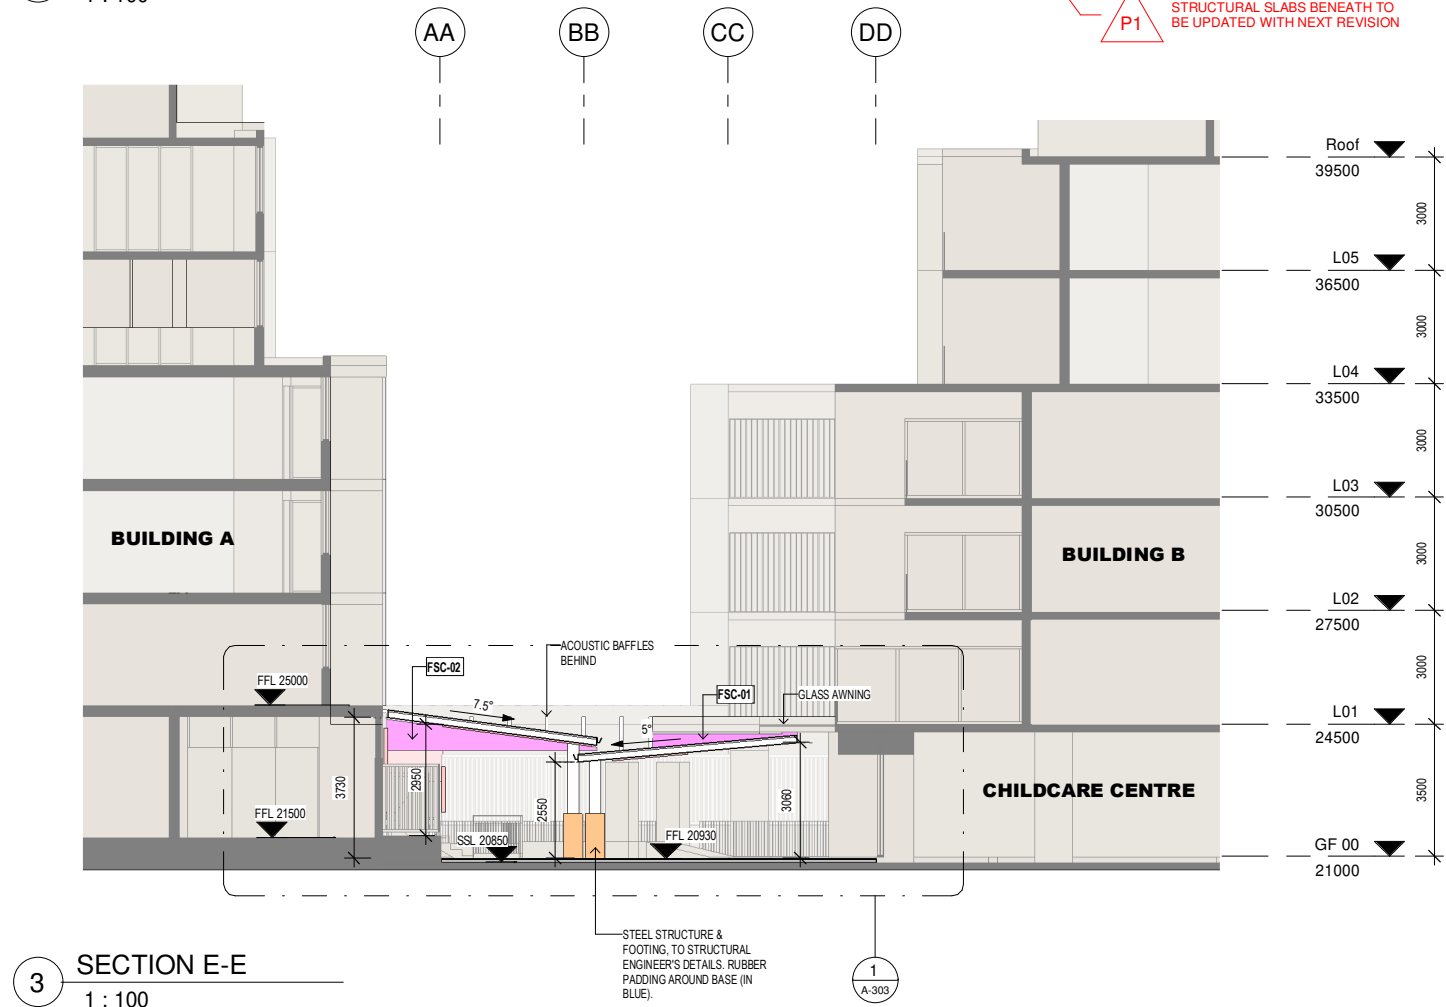 1 : 100
AA
BB
CC
DD
P1
STRUCTURAL SLABS BENEATH TO
BE UPDATED WITH NEXT REVISION
Roof
39500
3000
L05
36500
3000
L04
33500
3000
L03
30500
3000
L02
27500
3000
L01
24500
3500
GF 00
21000
BUILDING A
BUILDING B
CHILDCARE CENTRE
ACOUSTIC BAFFLES
BEHIND
FSC-02
FSC-01
GLASS AWNING
FFL 25000
7.5°
5°
3730
2950
2550
3060
FFL 21500
SSL 20850
FFL 20930
STEEL STRUCTURE &
FOOTING, TO STRUCTURAL
ENGINEER'S DETAILS. RUBBER
PADDING AROUND BASE (IN
BLUE).
1
A-303
3
SECTION E-E
1 : 100